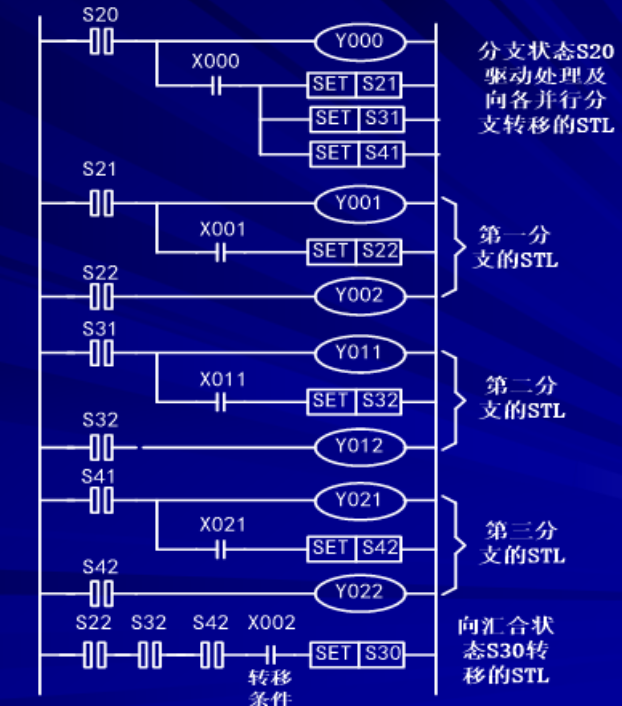 S20
Y000
X000
SET S21
SET S31
SET S41
分支状态S20
驱动处理及
向各并行分
支转移的STL
S21
Y001
X001
SET S22
S22
Y002
第一分
支的STL
S31
Y011
X011
SET S32
S32
Y012
第二分
支的STL
S41
Y021
X021
SET S42
S42
Y022
第三分
支的STL
S22 S32 S42 X002
SET S30
转移
条件
向汇合状
态S30转
移的STL